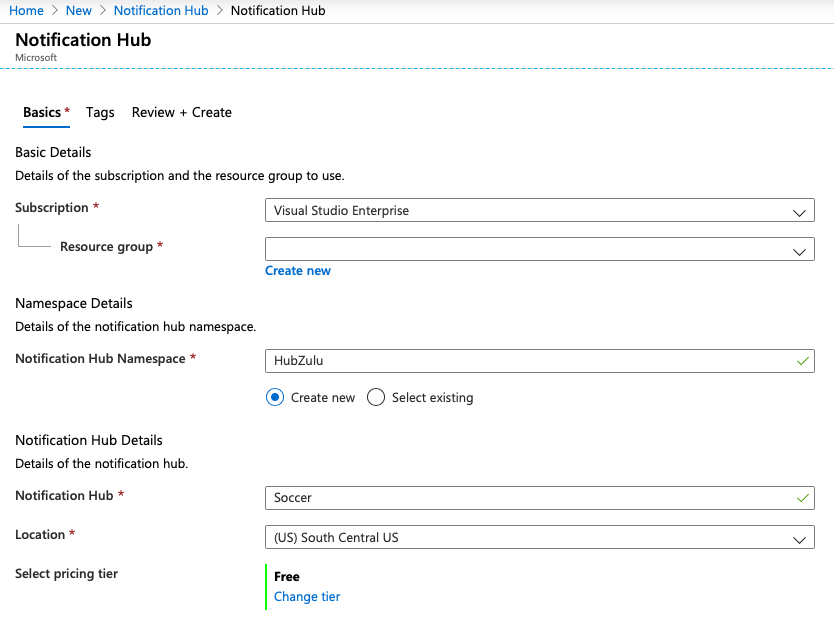 Home > New > Notification Hub > Notification Hub
Notification Hub
Microsoft
Basics * Tags Review + Create
Basic Details
Details of the subscription and the resource group to use.
Subscription * Visual Studio Enterprise
Resource group *
Create new
Namespace Details
Details of the notification hub namespace.
Notification Hub Namespace * HubZulu
Create new Select existing
Notification Hub Details
Details of the notification hub.
Notification Hub * Soccer
Location * (US) South Central US
Select pricing tier Free
Change tier